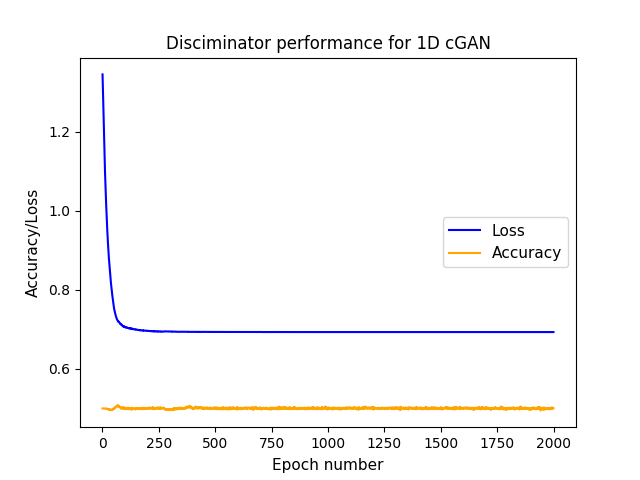 Disciminator performance for 1D cGAN
1.2
1.0
0.8
0.6
Accuracy/Loss
Loss
Accuracy
0 250 500 750 1000 1250 1500 1750 2000
Epoch number